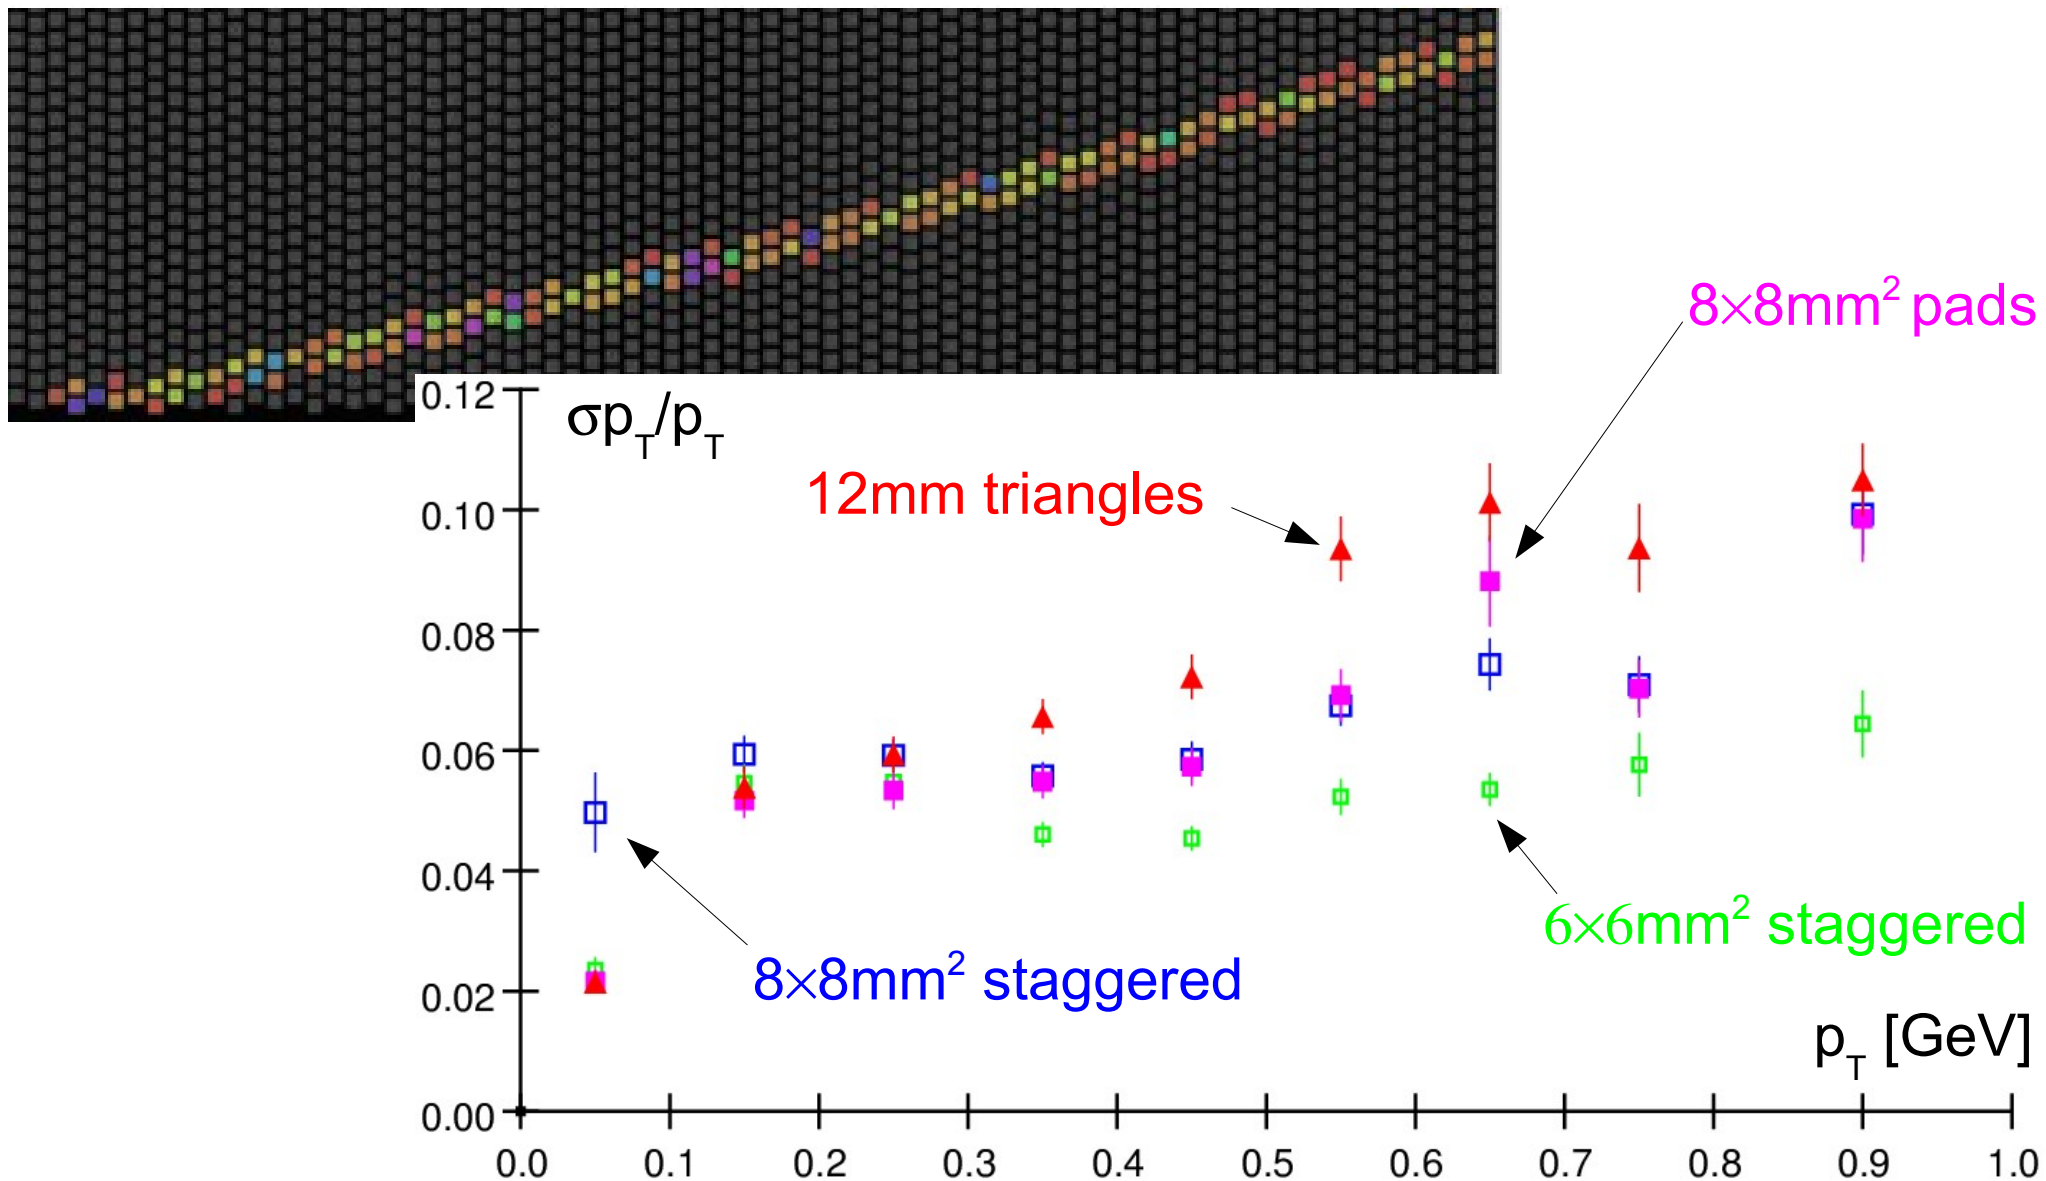 8×8mm² pads
0.12
σp_T/p_T
12mm triangles
0.10
0.08
0.06
0.04
6×6mm² staggered
8×8mm² staggered
0.02
p_T [GeV]
0.00
0.0 0.1 0.2 0.3 0.4 0.5 0.6 0.7 0.8 0.9 1.0